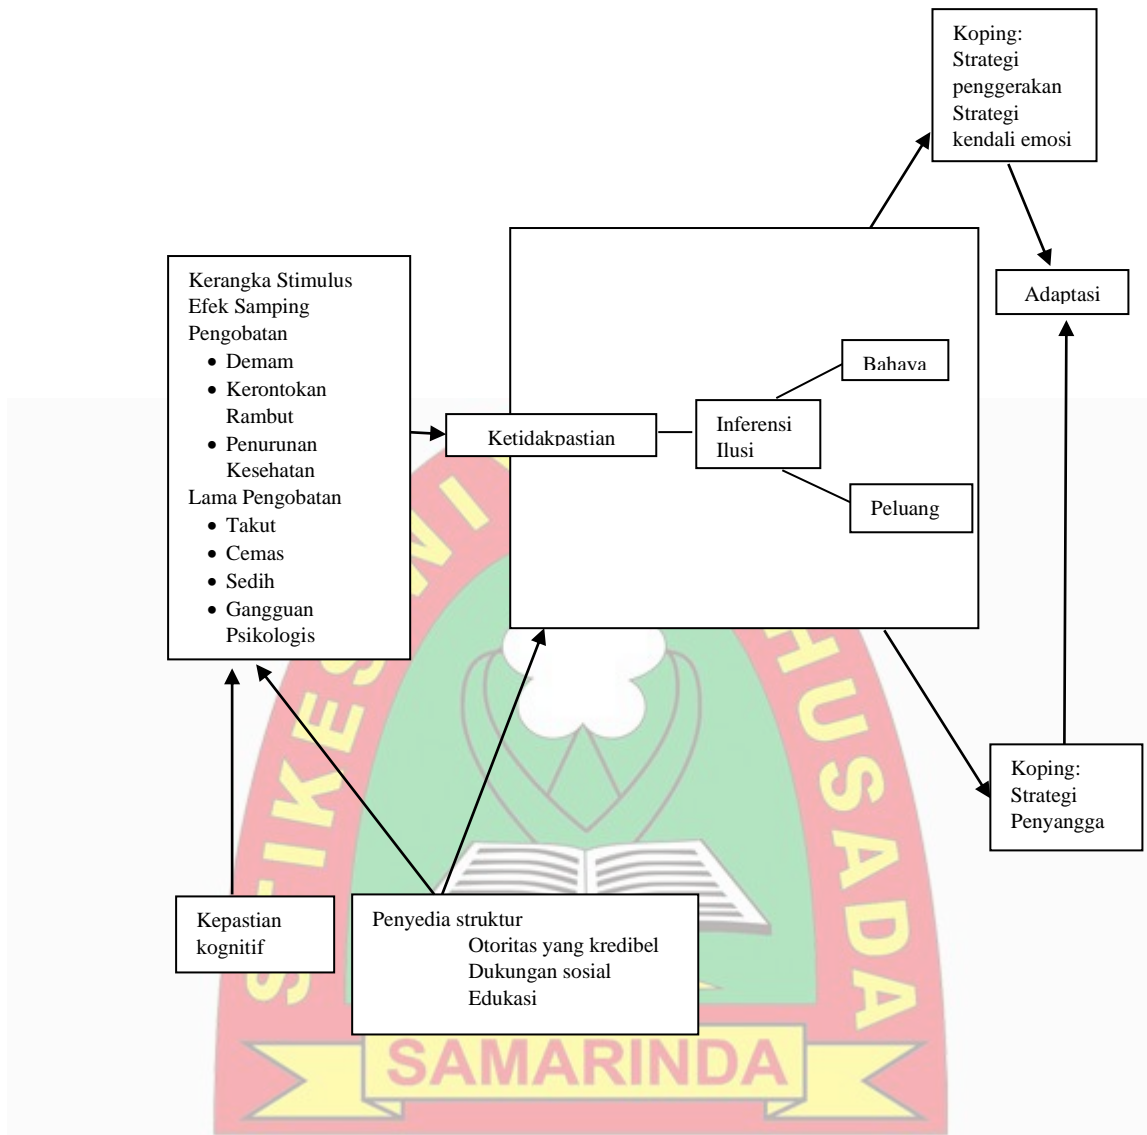 Koping:
Strategi
penggerakan
Strategi
kendali emosi
Kerangka Stimulus
Efek Samping
Pengobatan
• Demam
• Kerontokan
Rambut
• Penurunan
Kesehatan
Lama Pengobatan
• Takut
• Cemas
• Sedih
• Gangguan
Psikologis
Adaptasi
Bahaya
Ketidakpastian
Inferensi
Ilusi
Peluang
Koping:
Strategi
Penyangga
Kepastian
kognitif
Penyedia struktur
Otoritas yang kredibel
Dukungan sosial
Edukasi
HUSADA
SAMARINDA